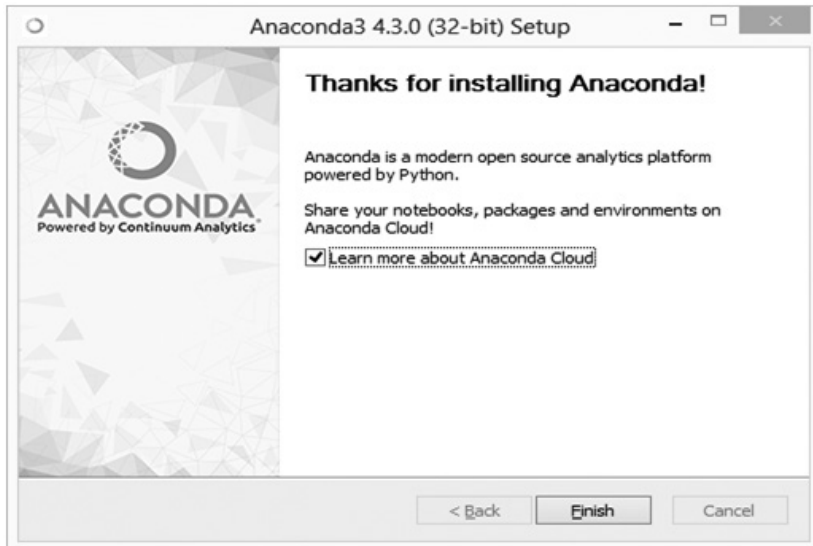 Anaconda3 4.3.0 (32-bit) Setup
ANACONDA
Powered by Continuum Analytics
Thanks for installing Anaconda!
Anaconda is a modern open source analytics platform
powered by Python.
Share your notebooks, packages and environments on
Anaconda Cloud!
Learn more about Anaconda Cloud
< Back
Finish
Cancel